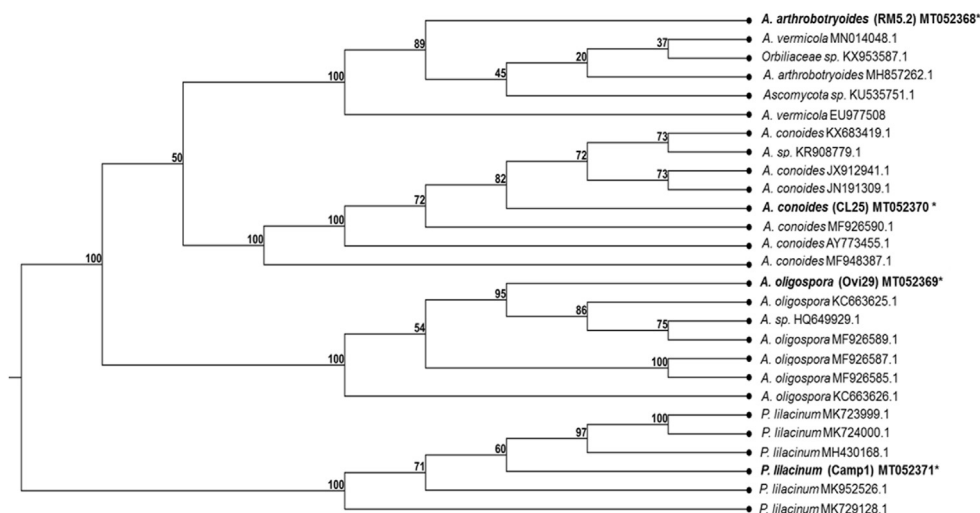 A. arthrobotryoides (RM5.2) MT052368*
89
37
A. vermicola MN014048.1
20
Orbiliaceae sp. KX953587.1
100
45
A. arthrobotryoides MH857262.1
Ascomycota sp. KU535751.1
A. vermicola EU977508
50
73
A. conoides KX683419.1
72
A. sp. KR908779.1
82
73
A. conoides JX912941.1
72
A. conoides JN191309.1
100
A. conoides (CL25) MT052370 *
100
A. conoides MF926590.1
A. conoides AY773455.1
100
A. conoides MF948387.1
95
A. oligospora (Ovi29) MT052369*
86
A. oligospora KC663625.1
54
75
A. sp. HQ649929.1
A. oligospora MF926589.1
100
100
A. oligospora MF926587.1
A. oligospora MF926585.1
A. oligospora KC663626.1
100
P. lilacinum MK723999.1
97
P. lilacinum MK724000.1
60
P. lilacinum MH430168.1
71
P. lilacinum (Camp1) MT052371*
100
P. lilacinum MK952526.1
P. lilacinum MK729128.1